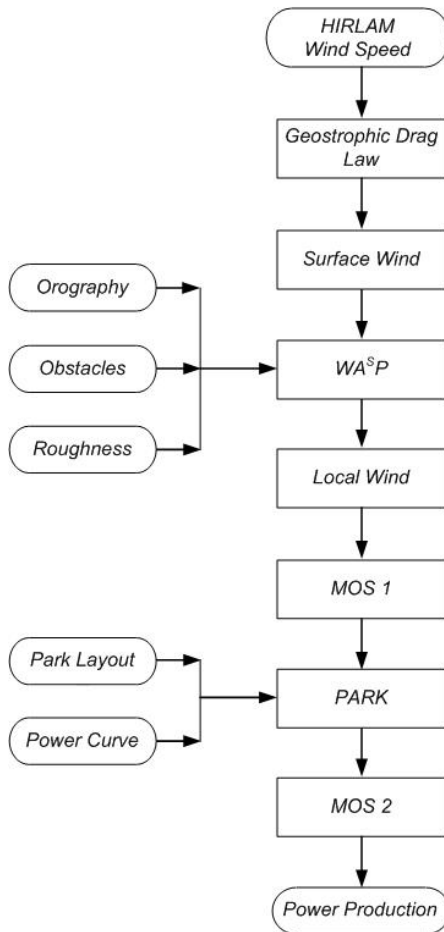 HIRLAM
Wind Speed
Geostrophic Drag
Law
Surface Wind
Orography
Obstacles
WA^SP
Roughness
Local Wind
MOS 1
Park Layout
PARK
Power Curve
MOS 2
Power Production